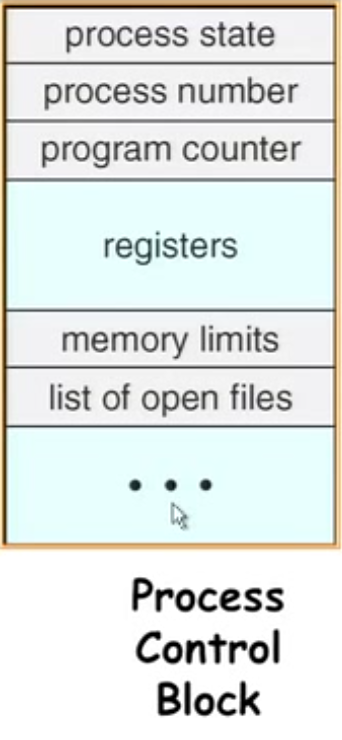 process state
process number
program counter
registers
memory limits
list of open files
• • •
Process
Control
Block